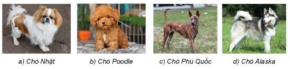 a) Chó Nhật b) Chó Poodle c) Chó Phú Quốc d) Chó Alaska